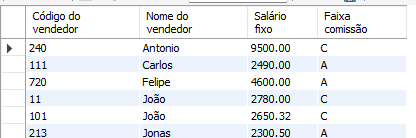 Código do vendedor Nome do vendedor Salário fixo Faixa comissão
240 Antonio 9500.00 C
111 Carlos 2490.00 A
720 Felipe 4600.00 A
11 João 2780.00 C
101 João 2650.32 C
213 Jonas 2300.50 A